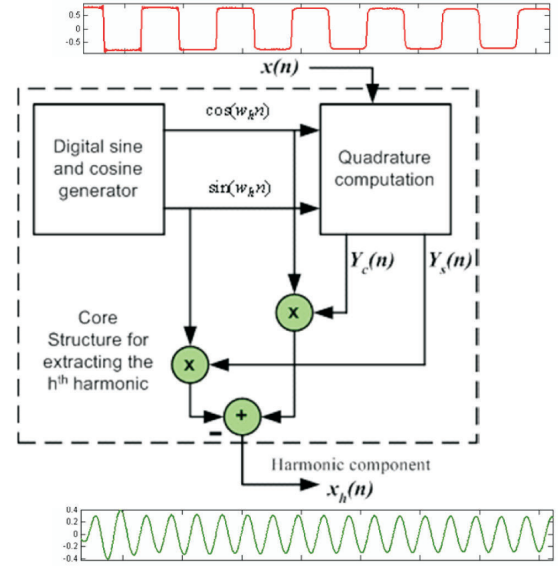 0.5
0
-0.5
x(n)
cos(w_h n)
Digital sine
and cosine
generator
Quadrature
computation
sin(w_h n)
Y_c(n) Y_s(n)
x
Core
Structure for
extracting the
h^th harmonic
x
+
–
Harmonic component
x_h(n)
0.4
0.2
0
-0.2
-0.4